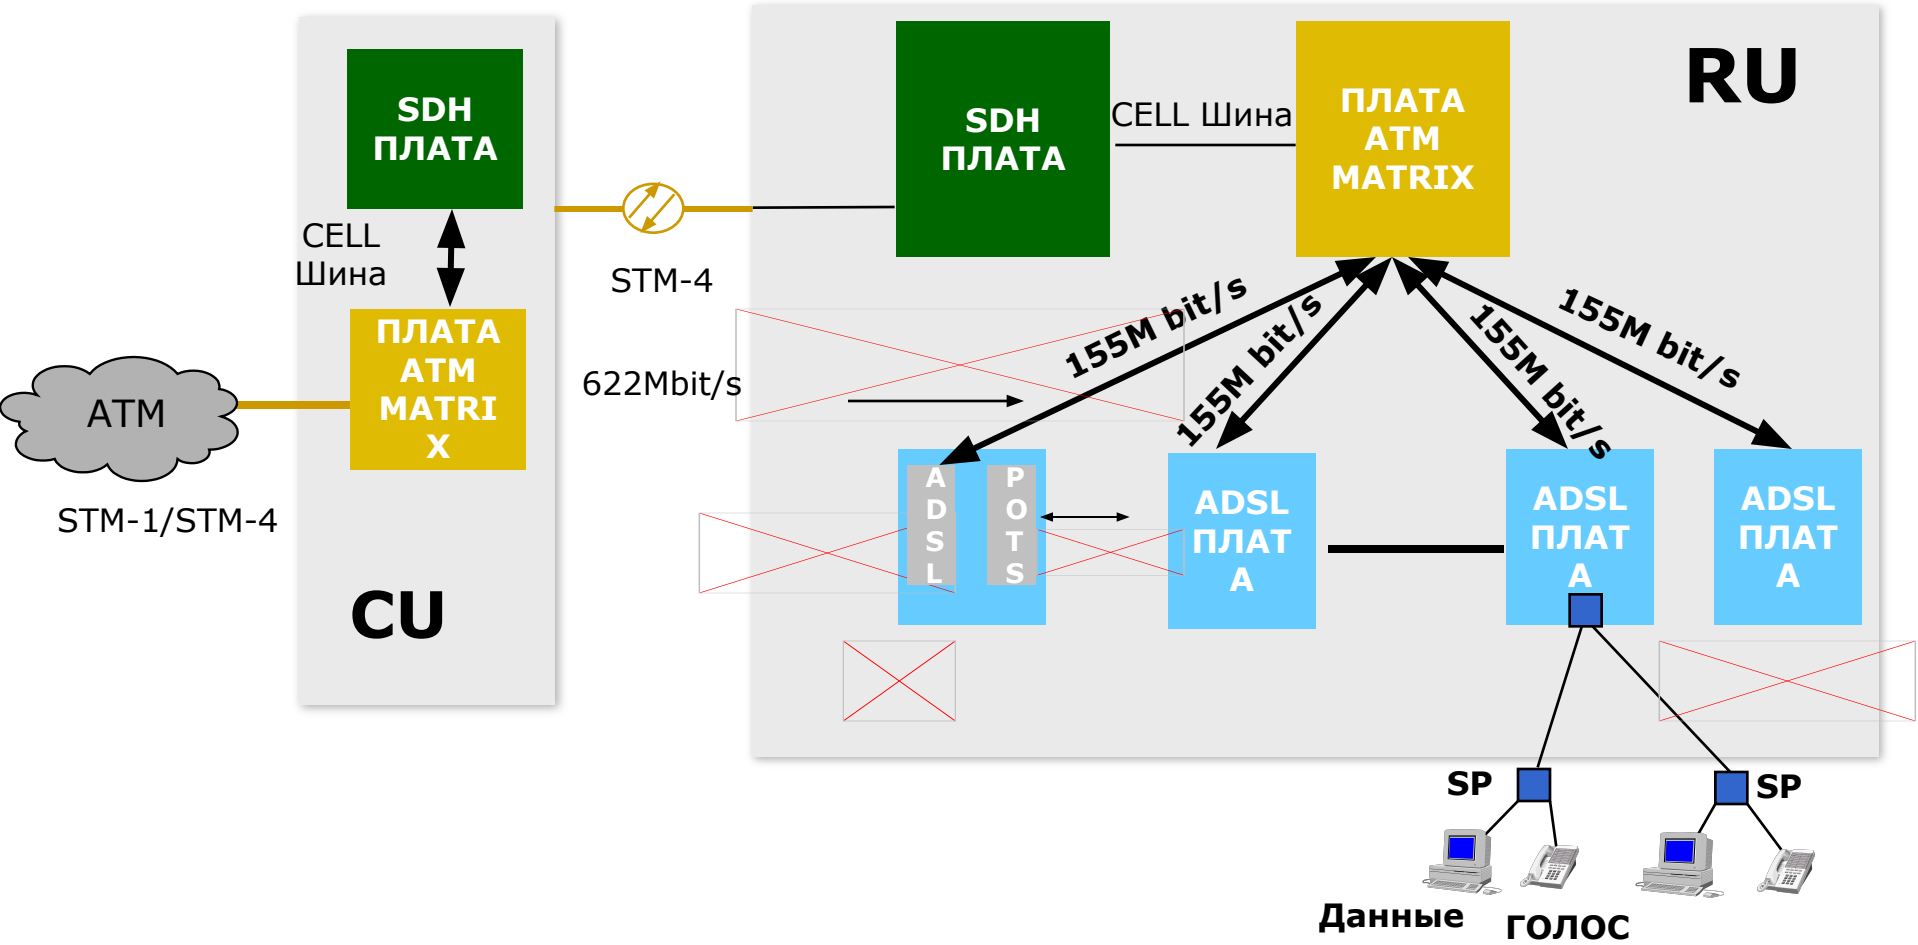 SDH
ПЛАТА
CELL
Шина
ПЛАТА
ATM
MATRI
X
ATM
STM-1/STM-4
CU
STM-4
622Mbit/s
RU
SDH
ПЛАТА
CELL Шина
ПЛАТА
ATM
MATRIX
155M bit/s
155M bit/s
155M bit/s
155M bit/s
A
D
S
L
P
O
T
S
ADSL
ПЛАТ
А
ADSL
ПЛАТ
А
ADSL
ПЛАТ
А
SP
SP
Данные
ГОЛОС